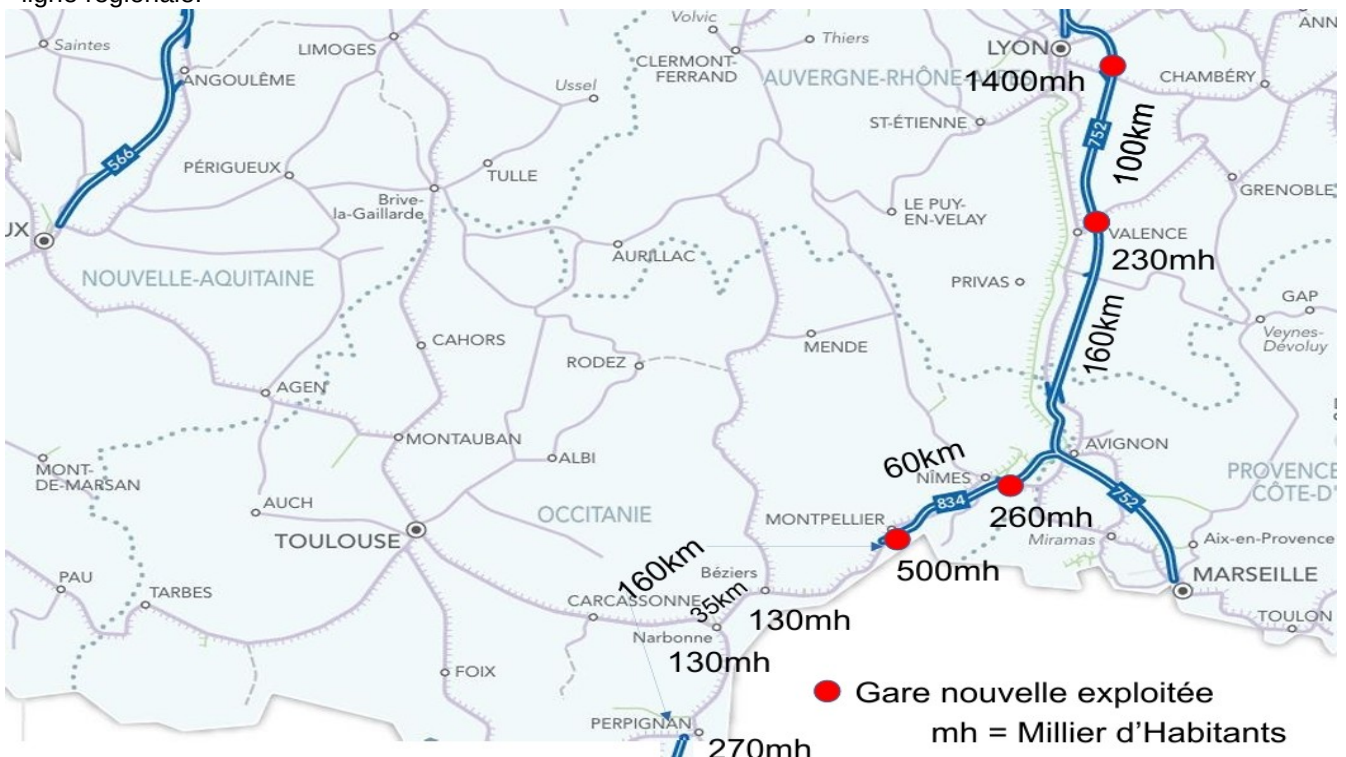 ligne régionale.
Saintes
ANGOULÊME
LIMOGES
Volvic
CLERMONT-
FERRAND
Thiers
LYON
AUVERGNE-RHÔNE-
1400mh
CHAMBÉRY
ANN
Ussel
ST-ÉTIENNE
752
100km
566
PÉRIGUEUX
TULLE
Brive-
la-Gaillarde
LE PUY-
EN-VELAY
GRENOBLE
UX
VALENCE
230mh
NOUVELLE-AQUITAINE
AURILLAC
PRIVAS
GAP
Veynes-
Dévoluy
160km
CAHORS
RODEZ
MENDE
AGEN
MONTAUBAN
ALBI
AVIGNON
MONT-
DE-MARSAN
60km
NÎMES
PROVENCE
CÔTE-D'
AUCH
834
752
OCCITANIE
260mh
TOULOUSE
MONTPELLIER
Miramas
Aix-en-Provence
500mh
MARSEILLE
PAU
TARBES
160km
Béziers
TOULON
CARCASSONNE
35km
130mh
Narbonne
130mh
FOIX
Gare nouvelle exploitée
PERPIGNAN
mh = Millier d'Habitants
270mh